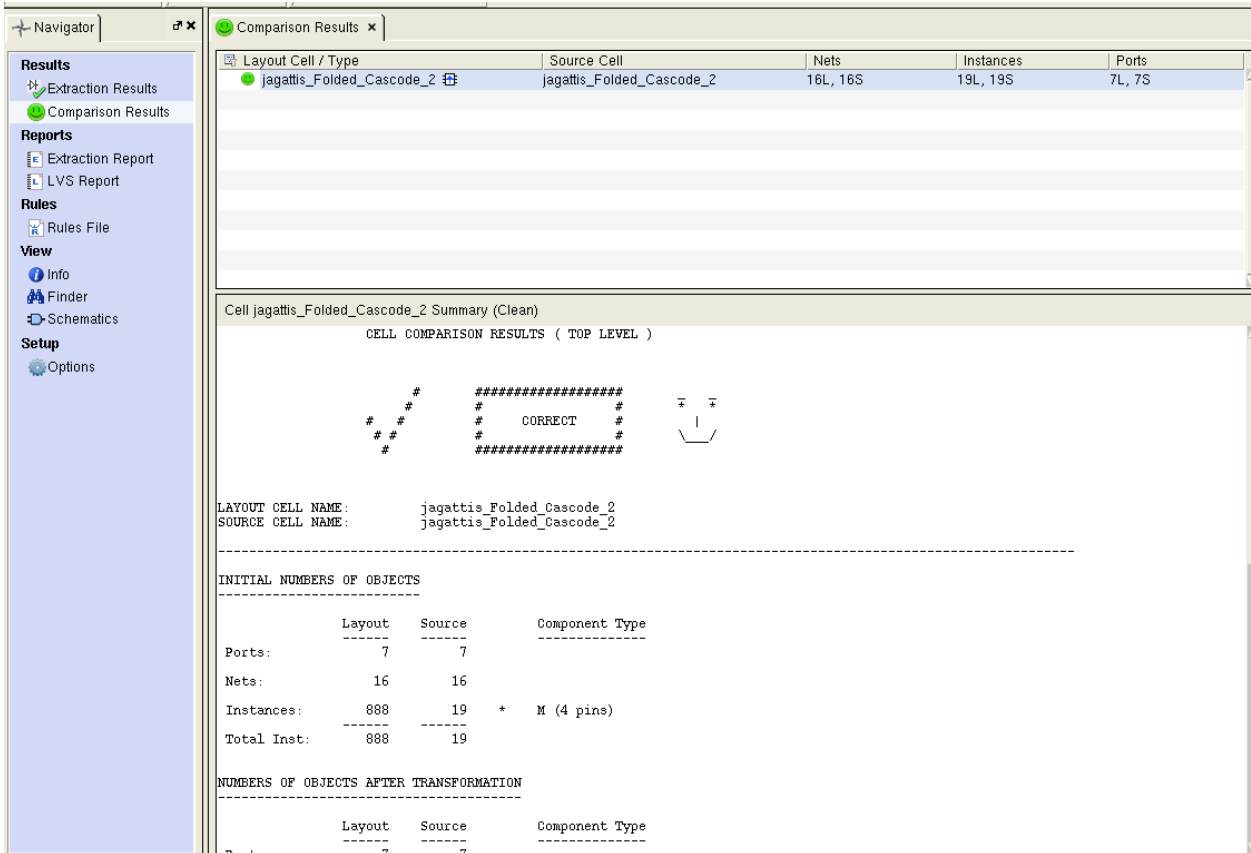 Navigator
Results
Extraction Results
Comparison Results
Reports
Extraction Report
LVS Report
Rules
Rules File
View
Info
Finder
Schematics
Setup
Options
Comparison Results
Layout Cell / Type Source Cell Nets Instances Ports
jagattis_Folded_Cascode_2 jagattis_Folded_Cascode_2 16L, 16S 19L, 19S 7L, 7S
Cell jagattis_Folded_Cascode_2 Summary (Clean)
CELL COMPARISON RESULTS ( TOP LEVEL )
# ################### _ _
# # # * *
# # # CORRECT # |
# # # # \___/
# ###################
LAYOUT CELL NAME: jagattis_Folded_Cascode_2
SOURCE CELL NAME: jagattis_Folded_Cascode_2
INITIAL NUMBERS OF OBJECTS
Layout Source Component Type
Ports: 7 7
Nets: 16 16
Instances: 888 19 * M (4 pins)
Total Inst: 888 19
NUMBERS OF OBJECTS AFTER TRANSFORMATION
Layout Source Component Type